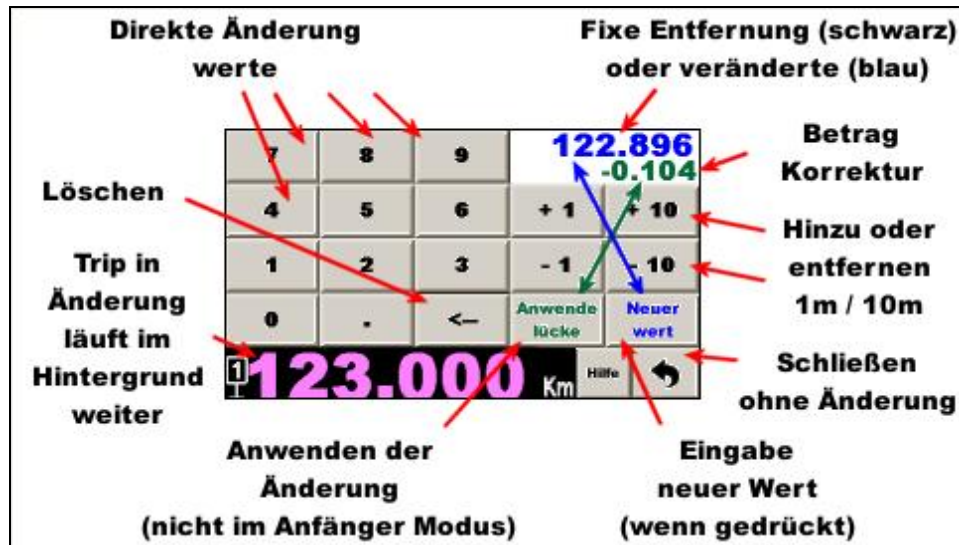 Direkte Änderung
werte
Fixe Entfernung (schwarz)
oder veränderte (blau)
Löschen
Trip in
Änderung
läuft im
Hintergrund
weiter
7 8 9 122.896
-0.104
4 5 6 + 1 + 10
1 2 3 - 1 - 10
0 . <-- Anwende
lücke Neuer
wert
1 123.000 Km Hilfe
Betrag
Korrektur
Hinzu oder
entfernen
1m / 10m
Schließen
ohne Änderung
Anwenden der
Änderung
(nicht im Anfänger Modus)
Eingabe
neuer Wert
(wenn gedrückt)